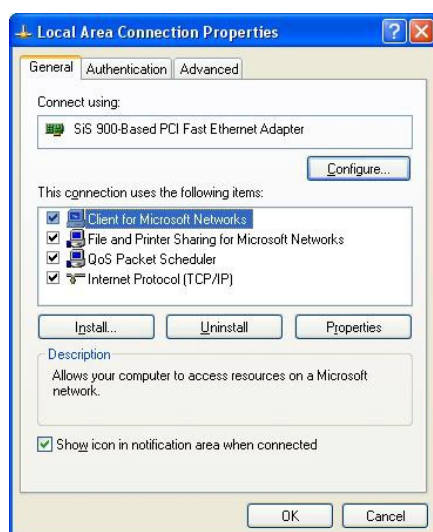 Local Area Connection Properties
General Authentication Advanced
Connect using:
SiS 900-Based PCI Fast Ethernet Adapter
Configure...
This connection uses the following items:
Client for Microsoft Networks
File and Printer Sharing for Microsoft Networks
QoS Packet Scheduler
Internet Protocol (TCP/IP)
Install... Uninstall Properties
Description
Allows your computer to access resources on a Microsoft
network.
Show icon in notification area when connected
OK Cancel